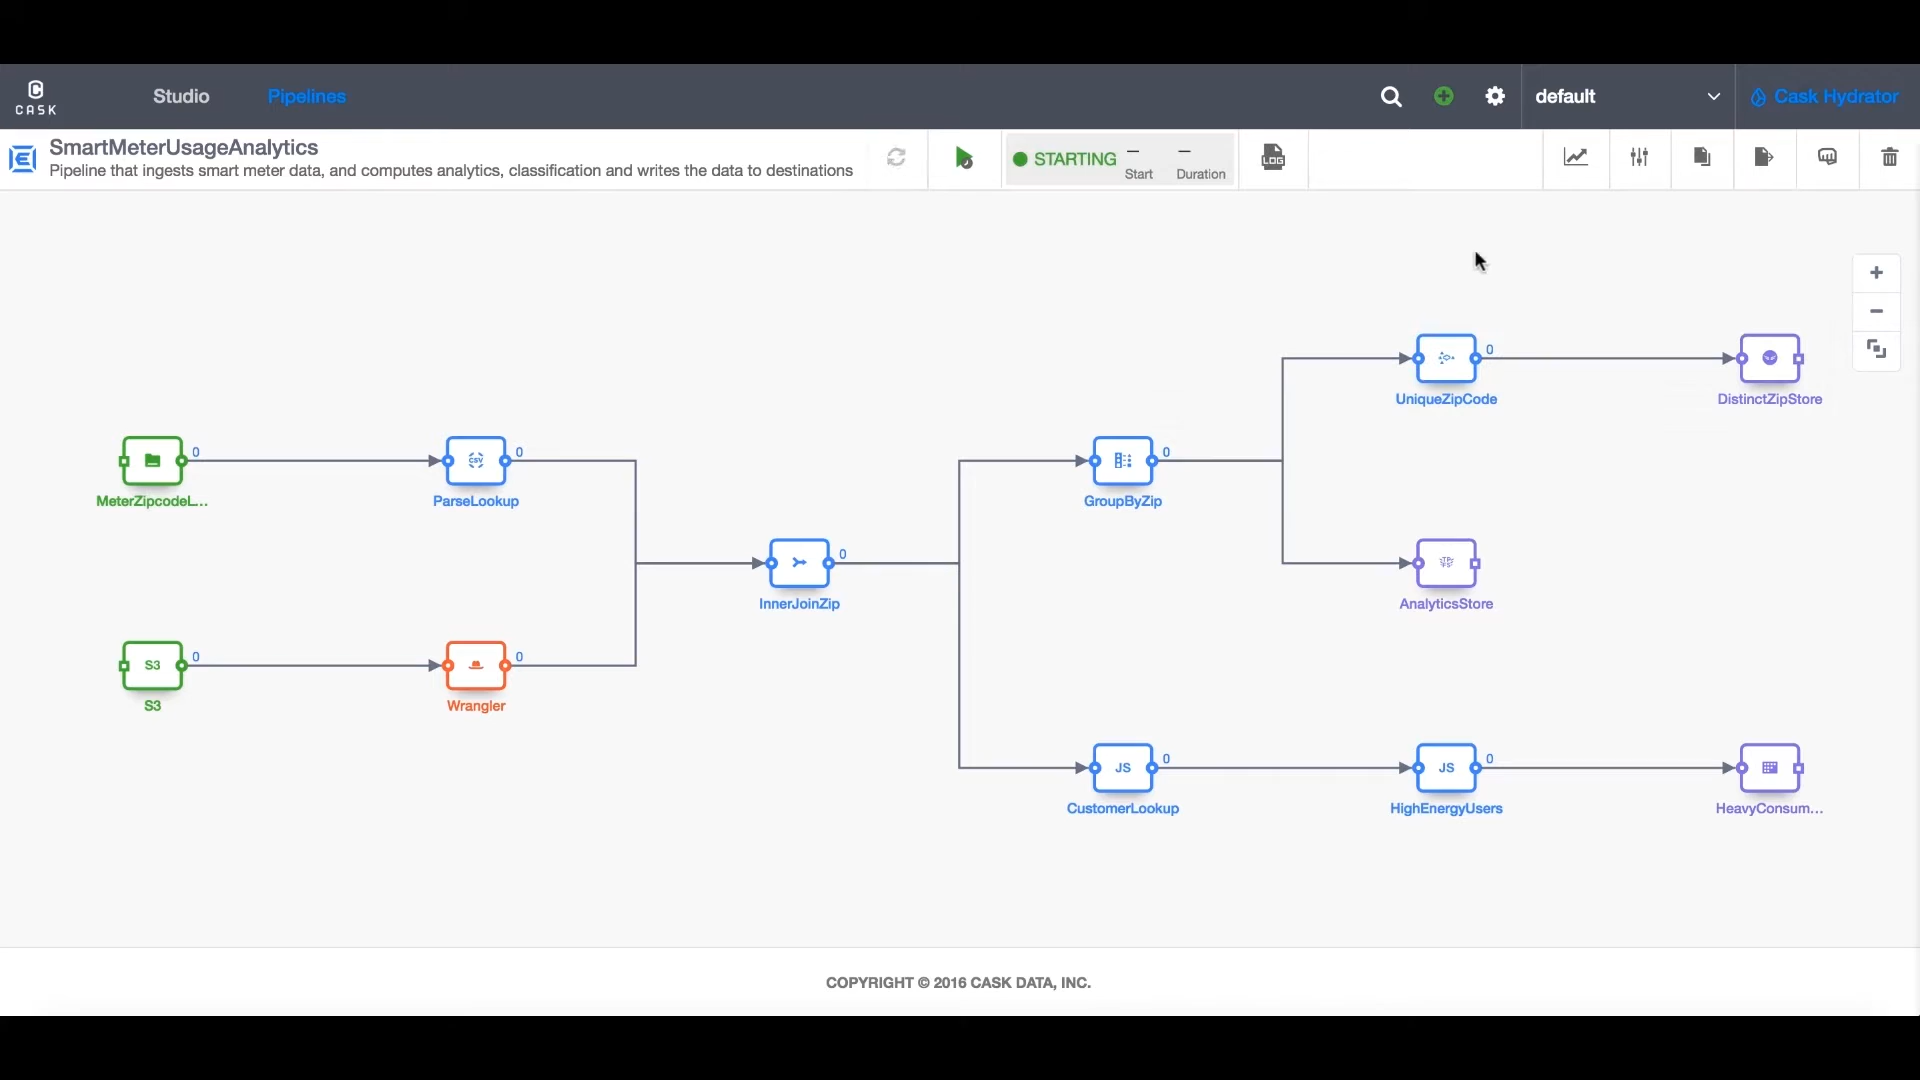 CASK
Studio
Pipelines
default
Cask Hydrator
SmartMeterUsageAnalytics
Pipeline that ingests smart meter data, and computes analytics, classification and writes the data to destinations
STARTING
–
Start
–
Duration
LOG
0
UniqueZipCode
DistinctZipStore
0
MeterZipcodeL...
CSV
0
ParseLookup
0
GroupByZip
0
InnerJoinZip
AnalyticsStore
S3
0
S3
0
Wrangler
JS
0
CustomerLookup
JS
0
HighEnergyUsers
HeavyConsum...
COPYRIGHT © 2016 CASK DATA, INC.